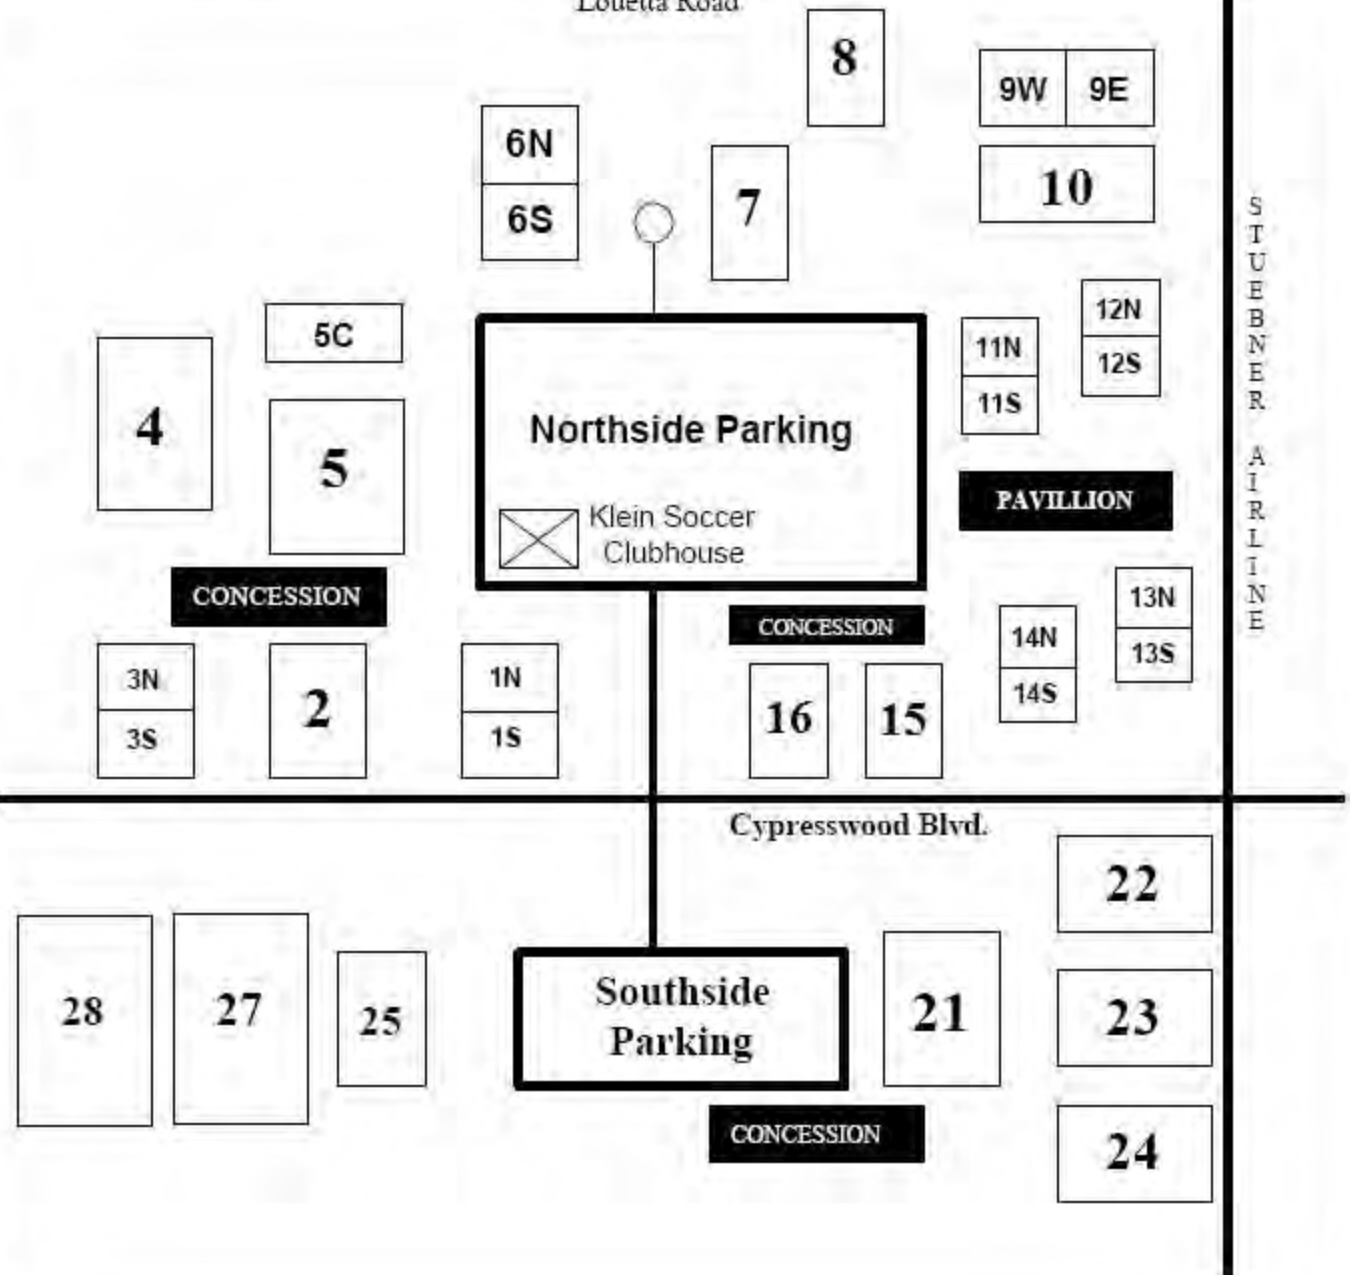 Louetta Road
8
9W 9E
6N
7
10
6S
S
T
U
E
B
N
E
R
A
I
R
L
I
N
E
12N
5C
11N
12S
4
11S
Northside Parking
5
PAVILLION
Klein Soccer
Clubhouse
CONCESSION
13N
CONCESSION
14N
13S
3N
1N
14S
2
16
15
3S
1S
Cypresswood Blvd.
22
28
27
25
Southside
Parking
21
23
CONCESSION
24